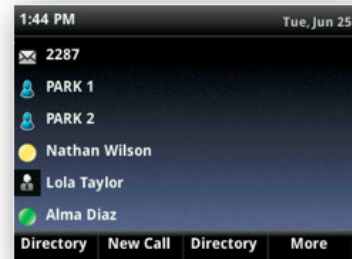 1:44 PM Tue, Jun 25
2287
PARK 1
PARK 2
Nathan Wilson
Lola Taylor
Alma Diaz
Directory New Call Directory More